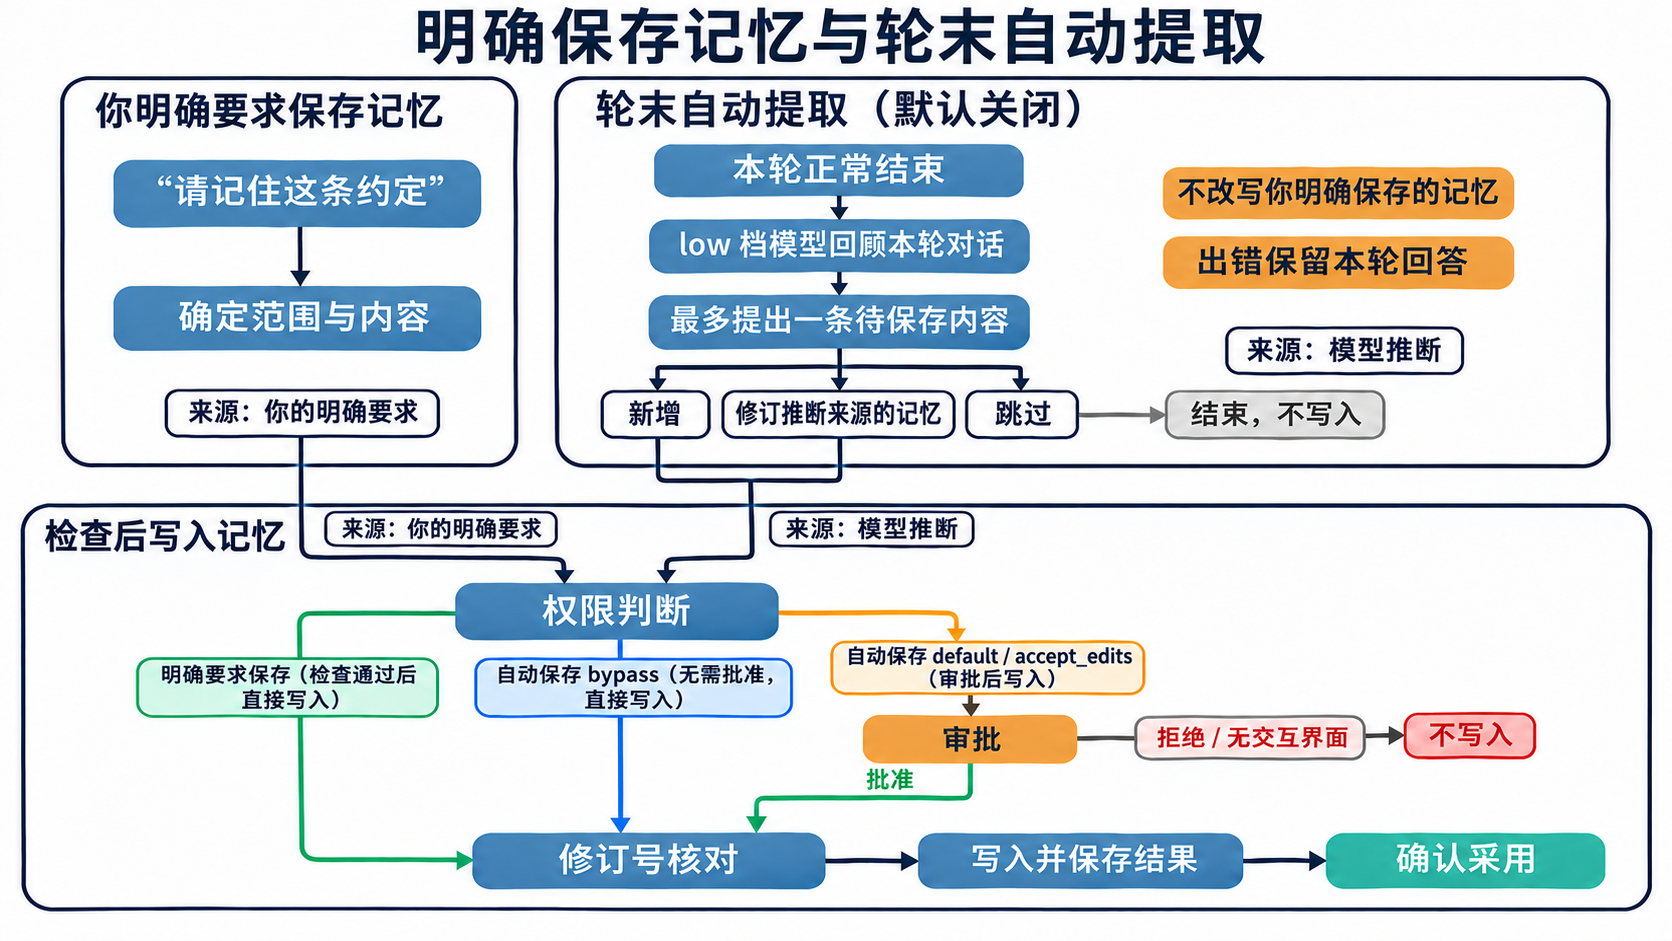 明确保存记忆与轮末自动提取
你明确要求保存记忆
“请记住这条约定”
确定范围与内容
来源：你的明确要求
轮末自动提取（默认关闭）
本轮正常结束
low 档模型回顾本轮对话
最多提出一条待保存内容
新增
修订推断来源的记忆
跳过
结束，不写入
不改写你明确保存的记忆
出错保留本轮回答
来源：模型推断
检查后写入记忆
来源：你的明确要求
来源：模型推断
权限判断
明确要求保存（检查通过后
直接写入）
自动保存 bypass（无需批准，
直接写入）
自动保存 default / accept_edits
（审批后写入）
审批
拒绝 / 无交互界面
不写入
批准
修订号核对
写入并保存结果
确认采用